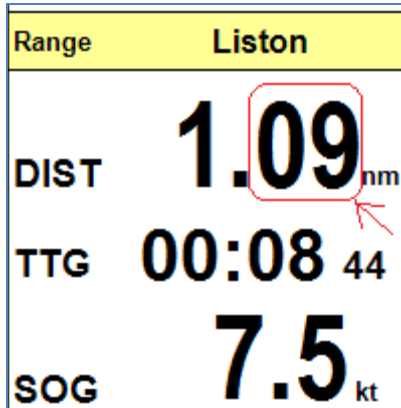 Range Liston
DIST 1.09 nm
TTG 00:08 44
SOG 7.5 kt